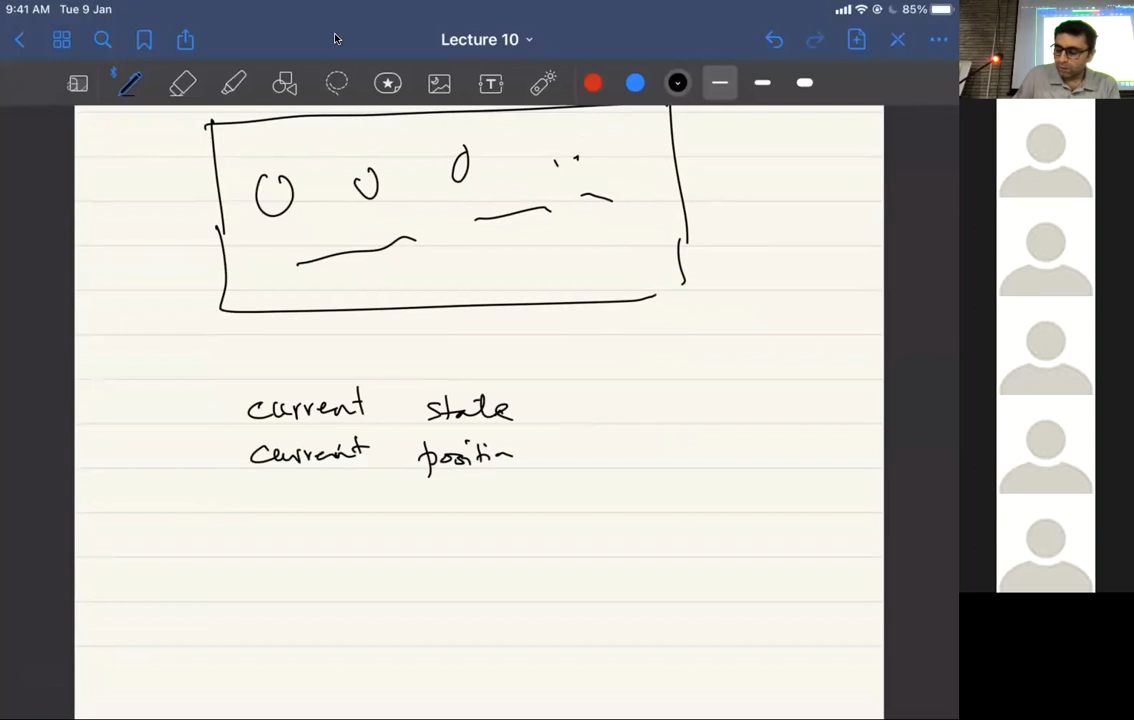 9:41 AM Tue 9 Jan 85%
Lecture 10
T
current state
current position